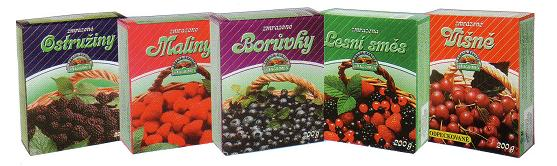 zmrazené
Ostružiny
zmrazené
Maliny
zmrazené
Borůvky
200g
zmrazená
Lesní směs
200g
zmrazené
Višně
ODPECKOVANÉ
200g